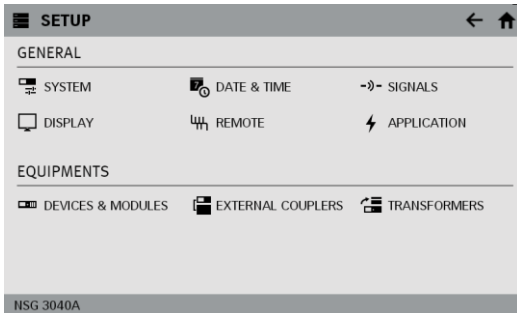 SETUP
GENERAL
SYSTEM DATE & TIME SIGNALS
DISPLAY REMOTE APPLICATION
EQUIPMENTS
DEVICES & MODULES EXTERNAL COUPLERS TRANSFORMERS
NSG 3040A